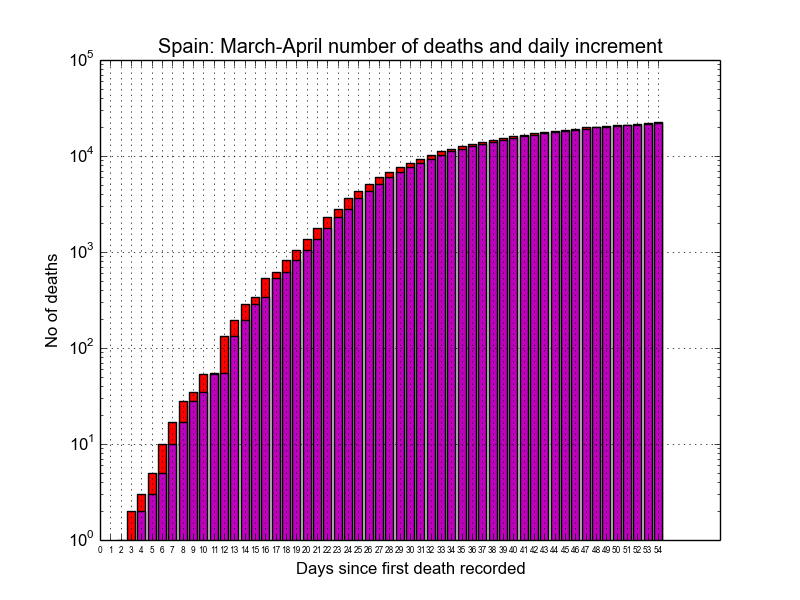 Spain: March-April number of deaths and daily increment
10^5
10^4
10^3
10^2
10^1
10^0
No of deaths
0 1 2 3 4 5 6 7 8 9 10 11 12 13 14 15 16 17 18 19 20 21 22 23 24 25 26 27 28 29 30 31 32 33 34 35 36 37 38 39 40 41 42 43 44 45 46 47 48 49 50 51 52 53 54
Days since first death recorded